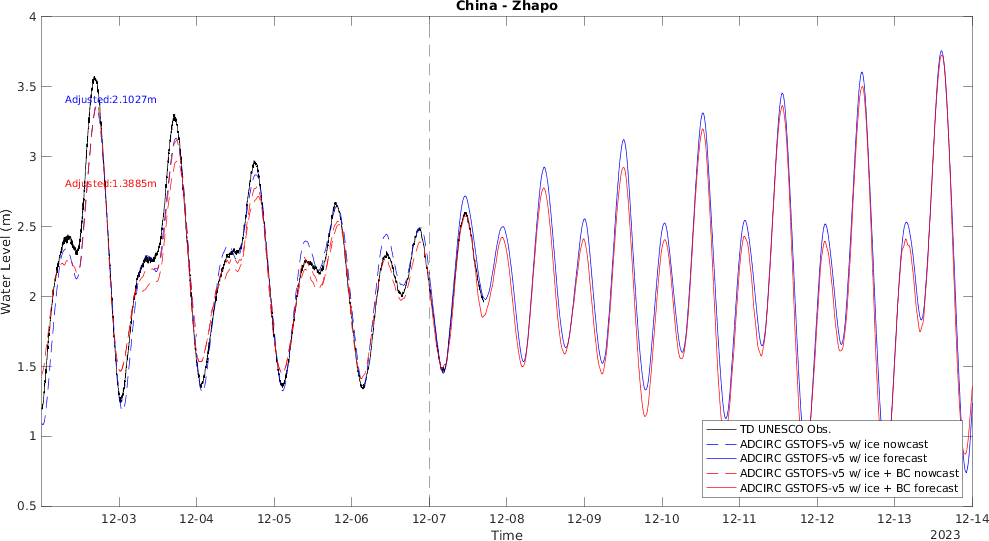 China - Zhapo
4
3.5
3
2.5
2
1.5
1
0.5
Water Level (m)
Adjusted:2.1027m
Adjusted:1.3885m
TD UNESCO Obs.
ADCIRC GSTOFS-v5 w/ ice nowcast
ADCIRC GSTOFS-v5 w/ ice forecast
ADCIRC GSTOFS-v5 w/ ice + BC nowcast
ADCIRC GSTOFS-v5 w/ ice + BC forecast
12-03 12-04 12-05 12-06 12-07 12-08 12-09 12-10 12-11 12-12 12-13 12-14
Time
2023